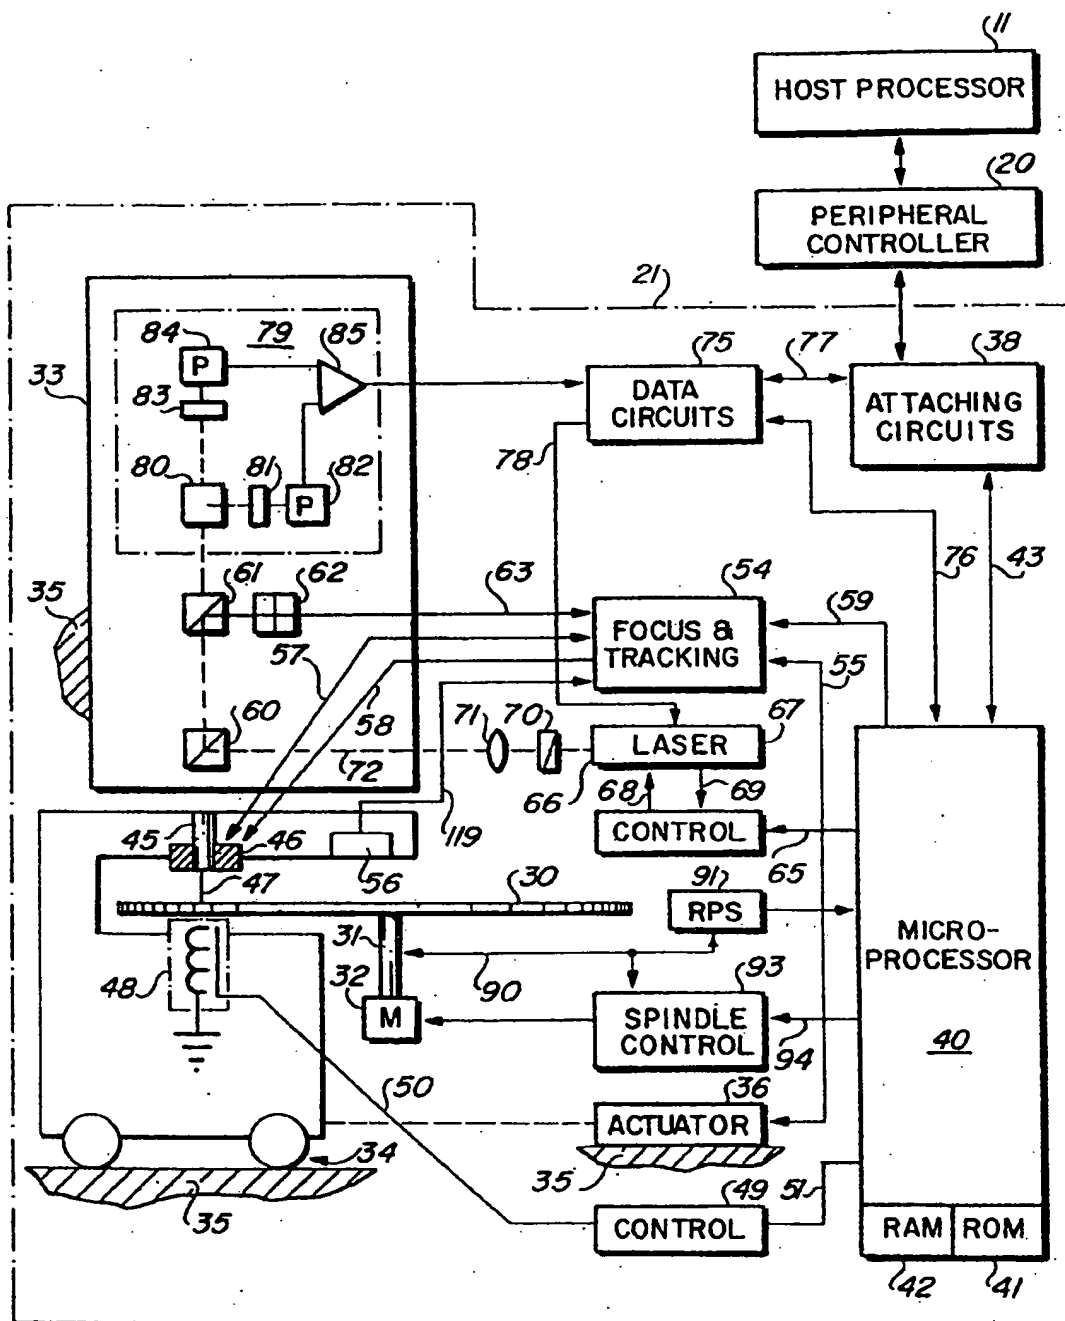 11
HOST PROCESSOR
20
PERIPHERAL
CONTROLLER
21
84
79
85
75
77
38
P
33
83
DATA
CIRCUITS
ATTACHING
CIRCUITS
78
80
81
82
P
61
62
63
54
76
43
35
59
FOCUS &
TRACKING
57
55
58
60
71
70
67
LASER
72
66
68
69
45
119
CONTROL
46
56
65
47
30
91
RPS
31
MICRO-
PROCESSOR
48
32
90
93
M
SPINDLE
CONTROL
40
94
50
36
ACTUATOR
34
35
35
49
51
CONTROL
RAM
ROM
42
41